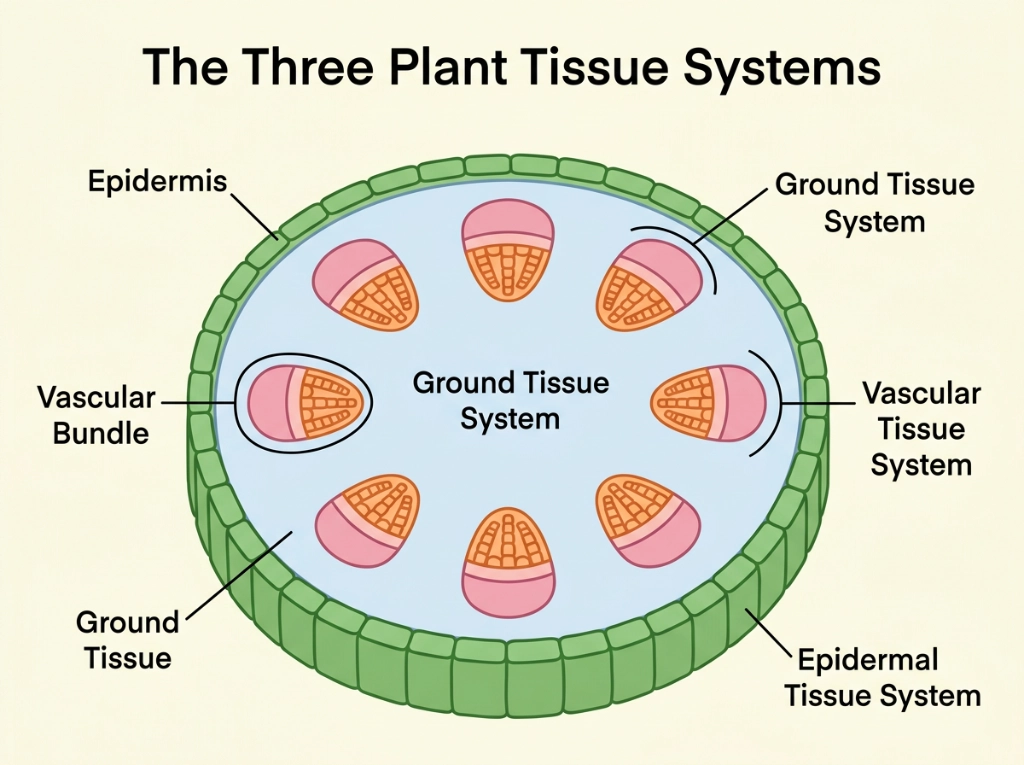 The Three Plant Tissue Systems
Epidermis
Ground Tissue
System
Vascular
Bundle
Ground Tissue
System
Vascular
Tissue
System
Ground
Tissue
Epidermal
Tissue System